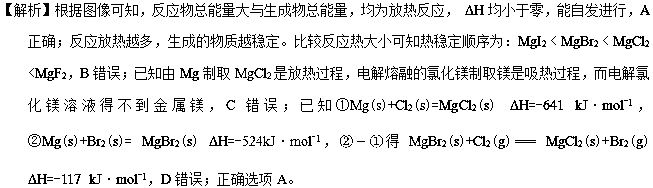 【解析】根据图像可知，反应物总能量大与生成物总能量，均为放热反应， ΔH均小于零，能自发进行，A
正确；反应放热越多，生成的物质越稳定。比较反应热大小可知热稳定顺序为：MgI₂ < MgBr₂ < MgCl₂
<MgF₂，B 错误；已知由 Mg 制取 MgCl₂是放热过程，电解熔融的氯化镁制取镁是吸热过程，而电解氯
化镁溶液得不到金属镁，C 错误；已知①Mg(s)+Cl₂(s)=MgCl₂(s) ΔH=-641 kJ·mol⁻¹，
②Mg(s)+Br₂(s)= MgBr₂(s) ΔH=-524kJ·mol⁻¹，②-①得 MgBr₂(s)+Cl₂(g)== MgCl₂(s)+Br₂(g)
ΔH=-117 kJ·mol⁻¹，D 错误；正确选项 A。